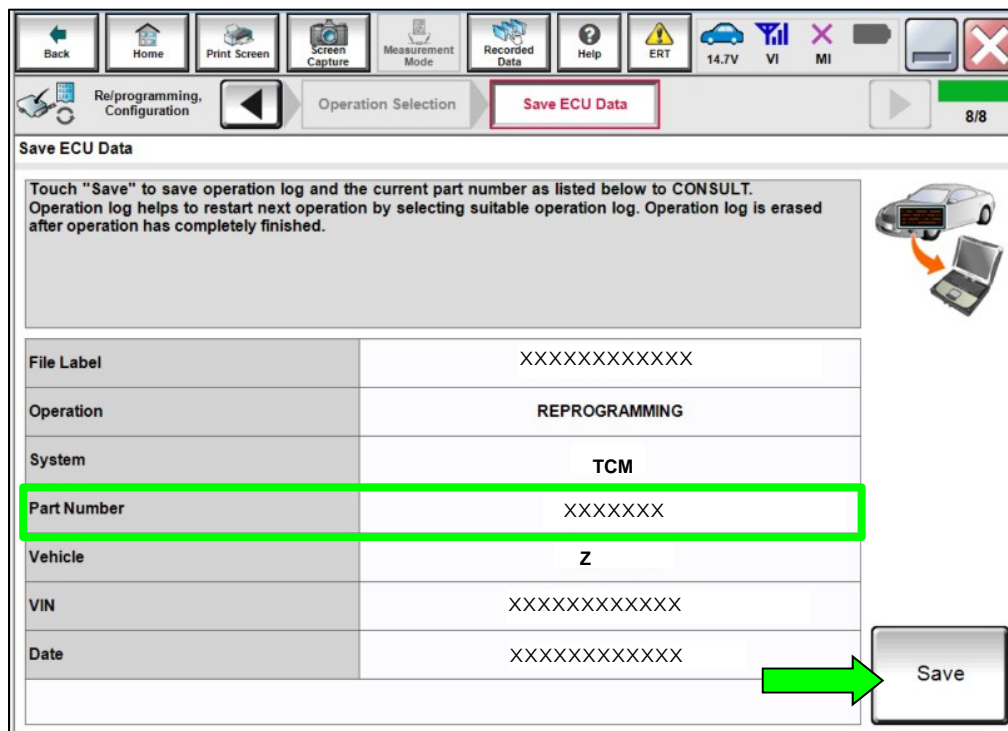 Back
Home
Print Screen
Screen Capture
Measurement Mode
Recorded Data
Help
ERT
14.7V
VI
MI
Re/programming, Configuration
Operation Selection
Save ECU Data
8/8
Save ECU Data
Touch "Save" to save operation log and the current part number as listed below to CONSULT.
Operation log helps to restart next operation by selecting suitable operation log. Operation log is erased
after operation has completely finished.
File Label XXXXXXXXXXXX
Operation REPROGRAMMING
System TCM
Part Number XXXXXXX
Vehicle Z
VIN XXXXXXXXXXXX
Date XXXXXXXXXXXX
Save